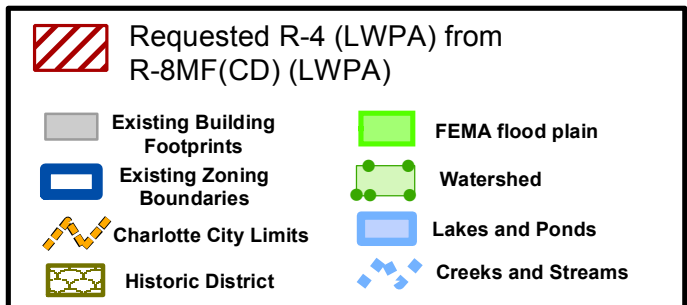 Requested R-4 (LWPA) from
R-8MF(CD) (LWPA)
Existing Building
Footprints
Existing Zoning
Boundaries
Charlotte City Limits
Historic District
FEMA flood plain
Watershed
Lakes and Ponds
Creeks and Streams